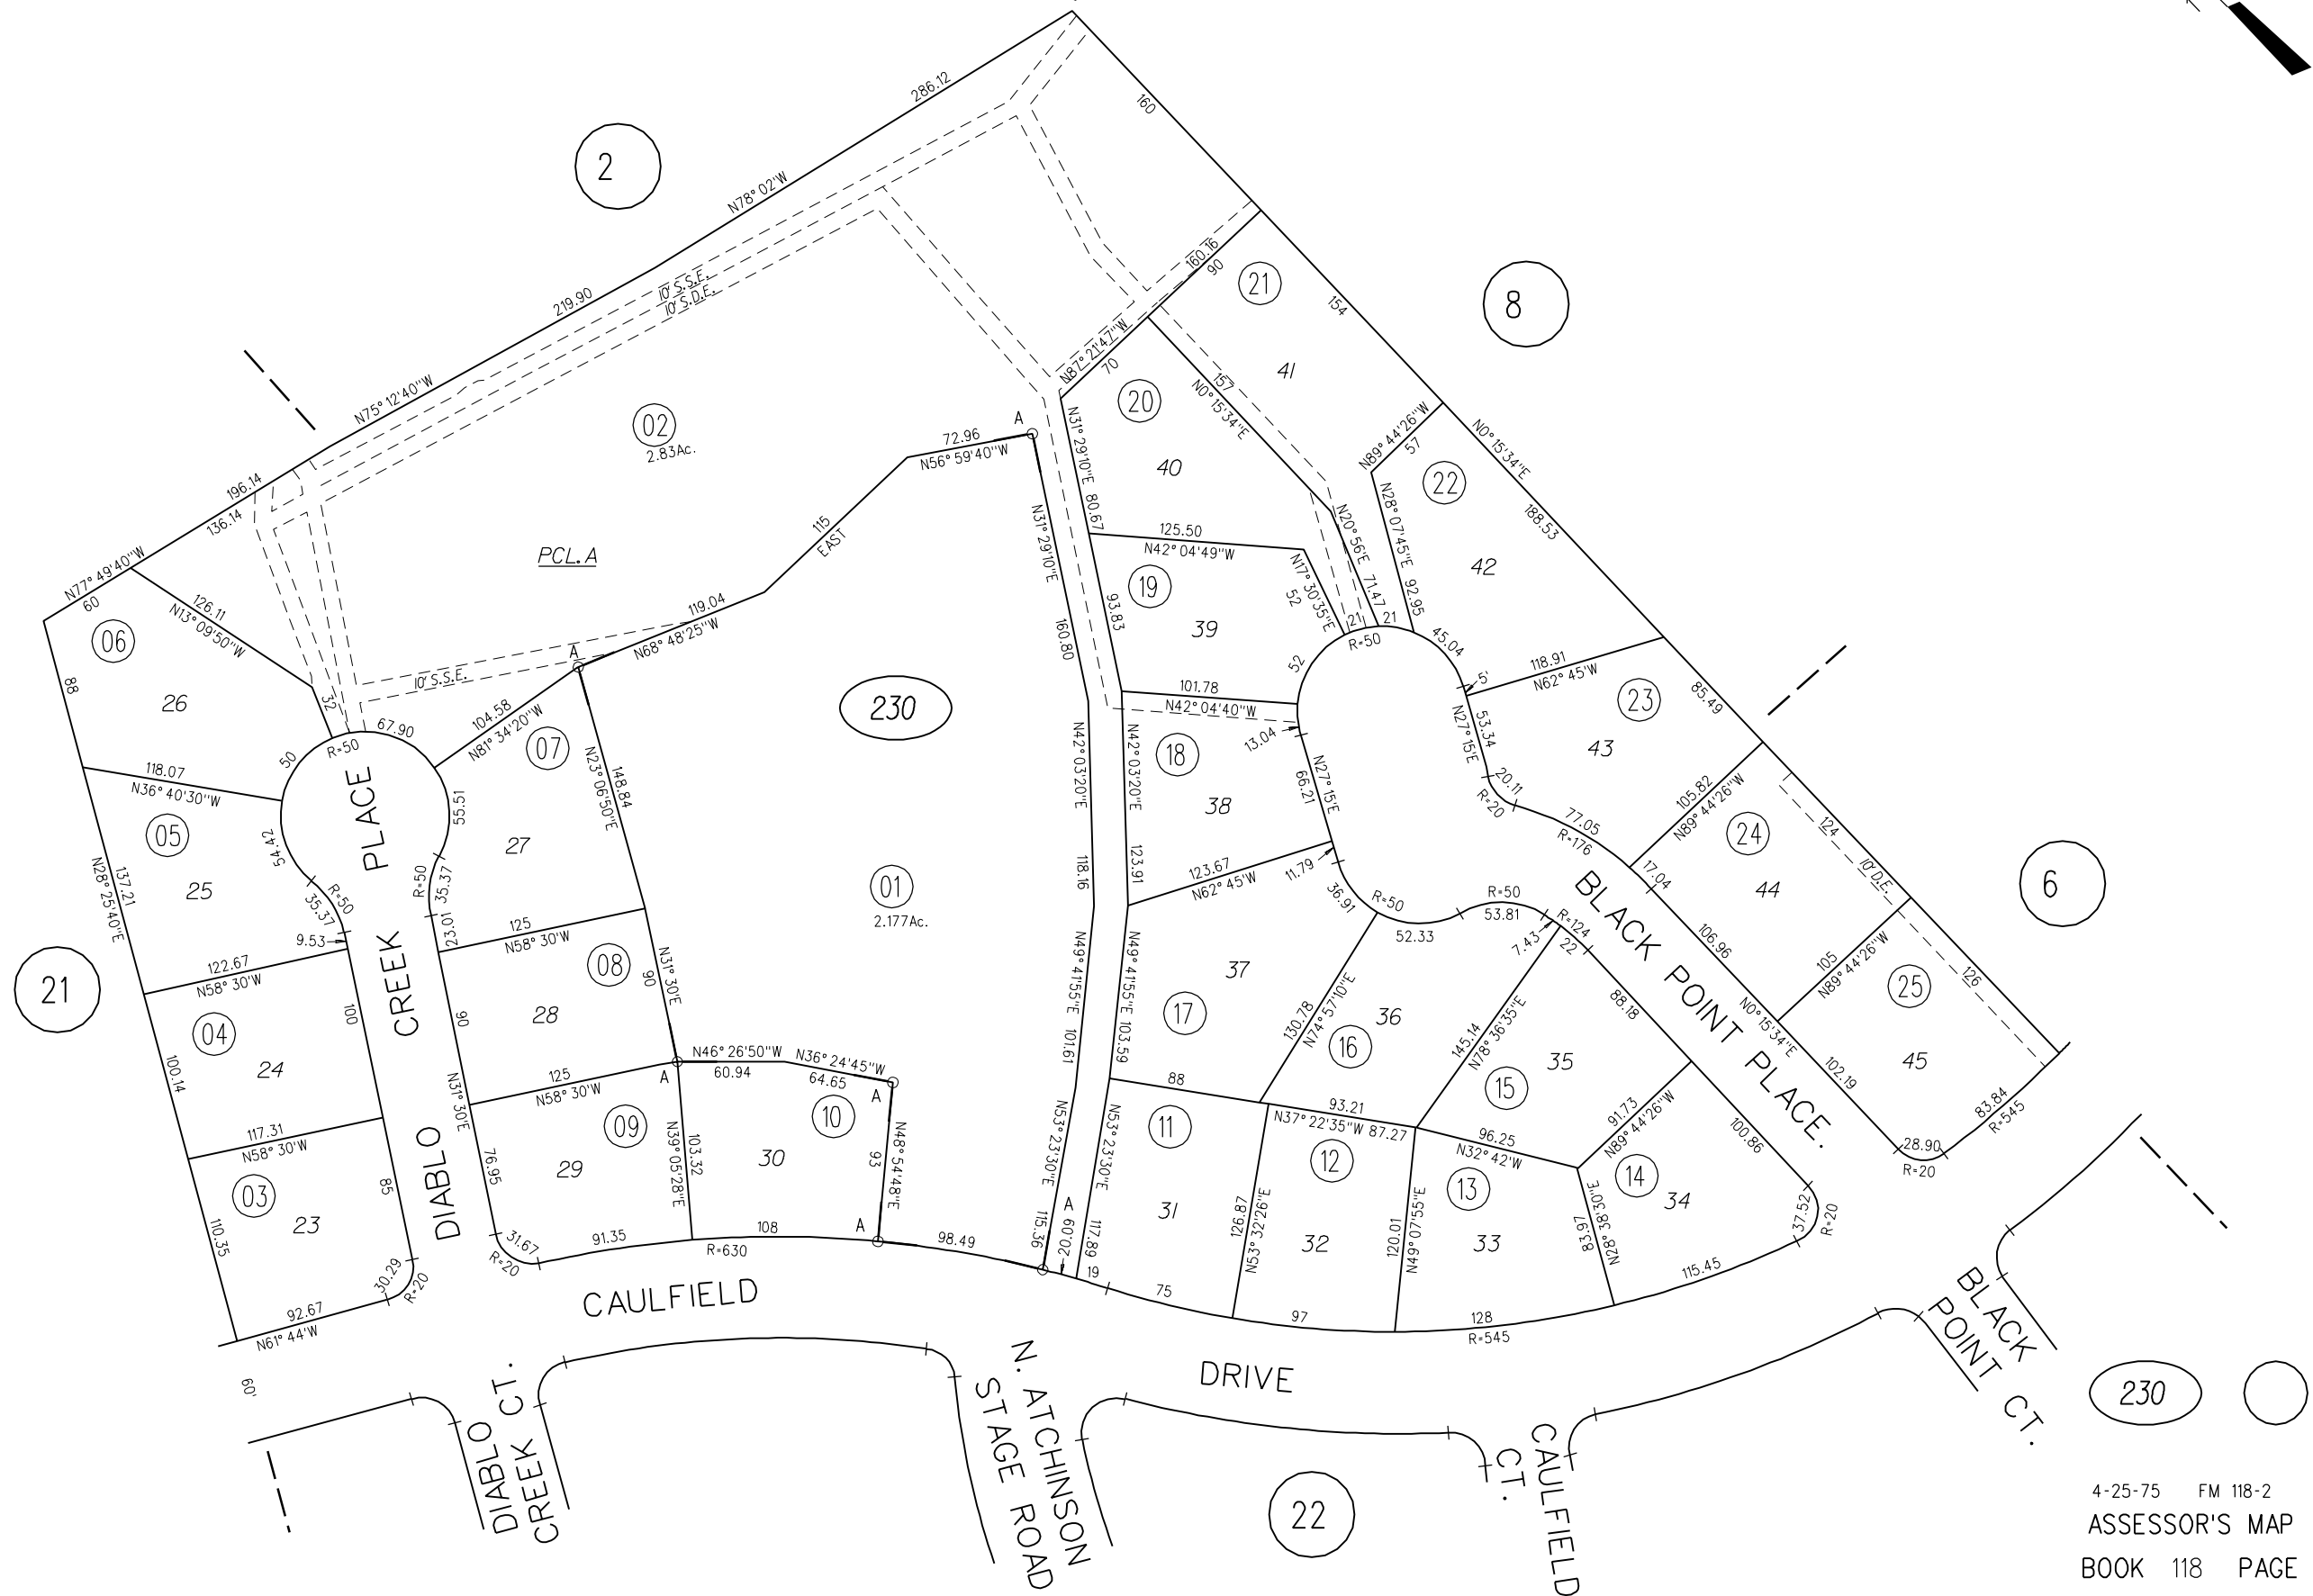 286.12
160
2
N78° 02'W
10' S.S.E.
10' S.D.E.
219.90
N75° 12'40"W
196.14
136.14
N77° 49'40"W
60
02
2.83Ac.
PCL. A
72.96
N56° 59'40"W
A
115
EAST
119.04
N68° 48'25"W
A
10' S.S.E.
160.16
90
N87° 21'47"W
70
21
154
8
41
20
157
N0° 15'34"E
40
N31° 29'10"E 80.67
N31° 29'10"E
160.80
125.50
N42° 04'49"W
N89° 44'26"W
57
22
N0° 15'34"E
188.53
N28° 07'45"E 92.95
N20° 56'E 71.47
42
N17° 30'35"E
52
19
93.83
39
21
21
R=50
45.04
52
118.91
N62° 45'W
5'
23
85.49
43
101.78
N42° 04'40"W
13.04
18
N27° 15'E
66.21
38
53.34
N27° 15'E
20.11
R=20
77.05
R=176
105.82
N89° 44'26"W
24
124
10' D.E.
44
17.04
6
126.11
N13° 09'50"W
06
26
88
32
67.90
R=50
50
118.07
N36° 40'30"W
104.58
N81° 34'20"W
07
148.84
N23° 06'50"E
230
55.51
27
05
25
54.42
R=50
35.37
9.53
137.21
N28° 25'40"E
R=50
35.37
23.01
125
N58° 30'W
01
2.177Ac.
N42° 03'20"E
118.16
N42° 03'20"E
123.91
123.67
N62° 45'W
11.79
36.91
R=50
52.33
R=50
53.81
R=124
7.43
22
21
122.67
N58° 30'W
04
24
100
100.14
08
28
90
N31° 30'E
90
N31° 30'E
N46° 26'50"W
60.94
N36° 24'45"W
64.65
A
A
N49° 41'55"E 101.61
N49° 41'55"E 103.59
37
17
130.78
N74° 57'10"E
36
16
145.14
N78° 36'35"E
88.18
35
15
106.96
N0° 15'34"E
105
N89° 44'26"W
25
126
45
102.19
83.84
R=545
28.90
R=20
125
N58° 30'W
09
29
10
30
N39° 05'28"E
103.32
93
N48° 54'48"E
76.95
117.31
N58° 30'W
03
23
85
110.35
30.29
R=20
92.67
N61° 44'W
60'
31.67
R=20
91.35
108
R=630
A
98.49
N53° 23'30"E
115.36
N53° 23'30"E
117.89
A
60.02
19
75
88
11
31
93.21
N37° 22'35"W 87.27
12
32
126.87
N53° 32'26"E
97
96.25
N32° 42'W
13
33
120.01
N49° 07'55"E
128
R=545
91.73
N89° 44'26"W
14
34
83.97
N28° 38'30"E
100.86
37.52
R=20
115.45
DIABLO CREEK PLACE
BLACK POINT PLACE.
CAULFIELD
DRIVE
DIABLO
CREEK CT.
N. ATCHINSON
STAGE ROAD
CAULFIELD
CT.
BLACK
POINT CT.
22
230
4-25-75 FM 118-2
ASSESSOR'S MAP
BOOK 118 PAGE